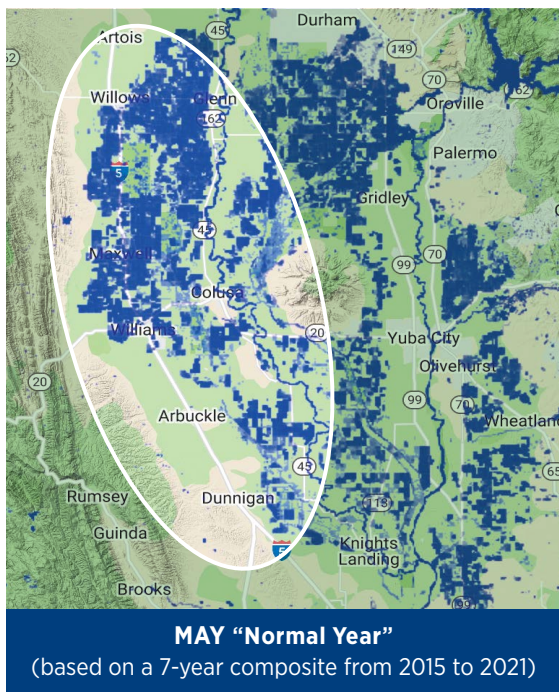 Durham
45
Artois
149
52
70
162
Willows
Glenn
Oroville
162
Palermo
5
Gridley
45
99
70
Maxwell
Colusa
Williams
20
Yuba City
Olivehurst
20
99
70
Arbuckle
Wheatland
45
65
Rumsey
Dunnigan
113
Guinda
Knights
Landing
5
Brooks
99
MAY “Normal Year”
(based on a 7-year composite from 2015 to 2021)